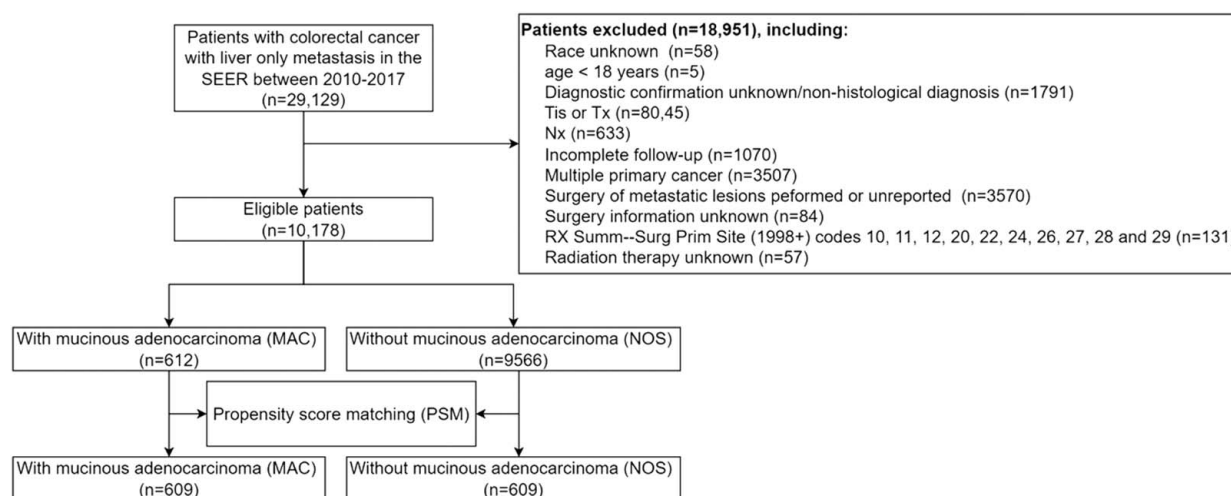 Patients with colorectal cancer
with liver only metastasis in the
SEER between 2010-2017
(n=29,129)
Patients excluded (n=18,951), including:
Race unknown (n=58)
age < 18 years (n=5)
Diagnostic confirmation unknown/non-histological diagnosis (n=1791)
Tis or Tx (n=80,45)
Nx (n=633)
Incomplete follow-up (n=1070)
Multiple primary cancer (n=3507)
Surgery of metastatic lesions peformed or unreported (n=3570)
Surgery information unknown (n=84)
RX Summ--Surg Prim Site (1998+) codes 10, 11, 12, 20, 22, 24, 26, 27, 28 and 29 (n=131
Radiation therapy unknown (n=57)
Eligible patients
(n=10,178)
With mucinous adenocarcinoma (MAC)
(n=612)
Without mucinous adenocarcinoma (NOS)
(n=9566)
Propensity score matching (PSM)
With mucinous adenocarcinoma (MAC)
(n=609)
Without mucinous adenocarcinoma (NOS)
(n=609)